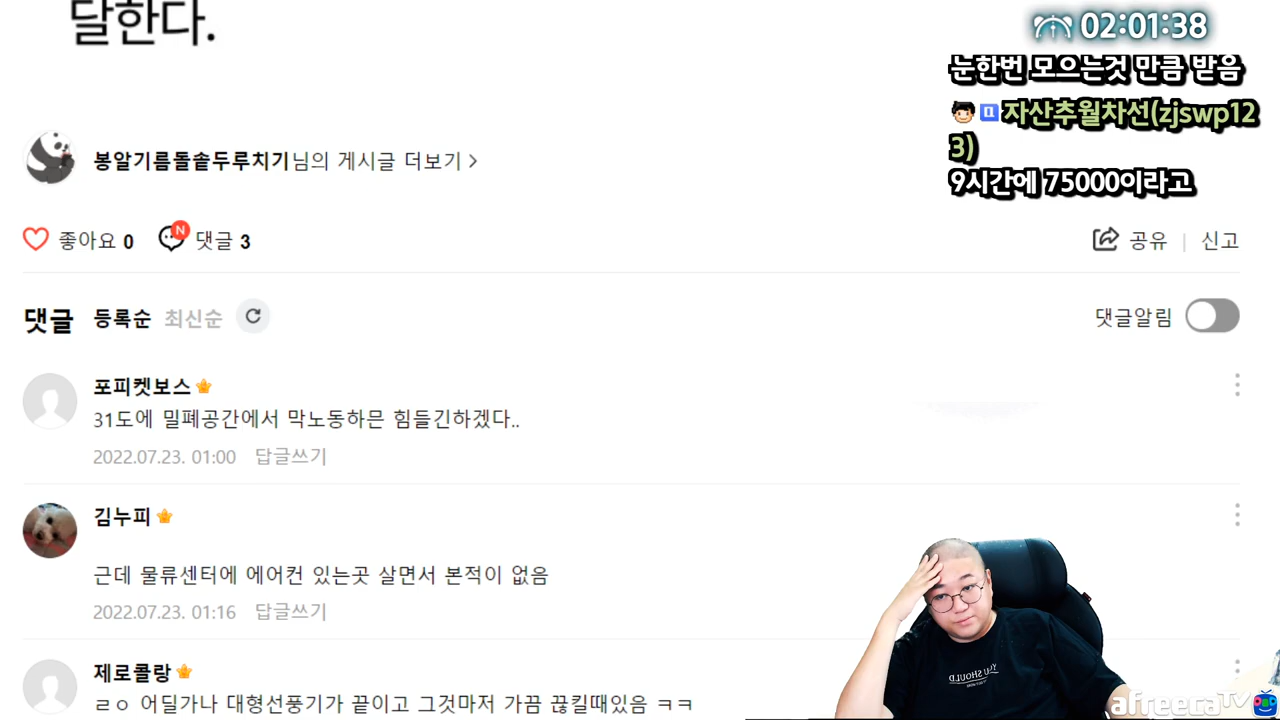 달한다.
02:01:38
눈한번 모으는것 만큼 받음
자산추월차선(zjswp12
3)
9시간에 75000이라고
봉알기름돌솥두루치기님의 게시글 더보기 >
좋아요 0 N 댓글 3
공유 | 신고
댓글 등록순 최신순
댓글알림
포피켓보스
31도에 밀폐공간에서 막노동하믄 힘들긴하겠다..
2022.07.23. 01:00 답글쓰기
김누피
근데 물류센터에 에어컨 있는곳 살면서 본적이 없음
2022.07.23. 01:16 답글쓰기
제로콜랑
ㄹㅇ 어딜가나 대형선풍기가 끝이고 그것마저 가끔 끊킬때있음 ㅋㅋ
YOU SHOULD
afreecaTV